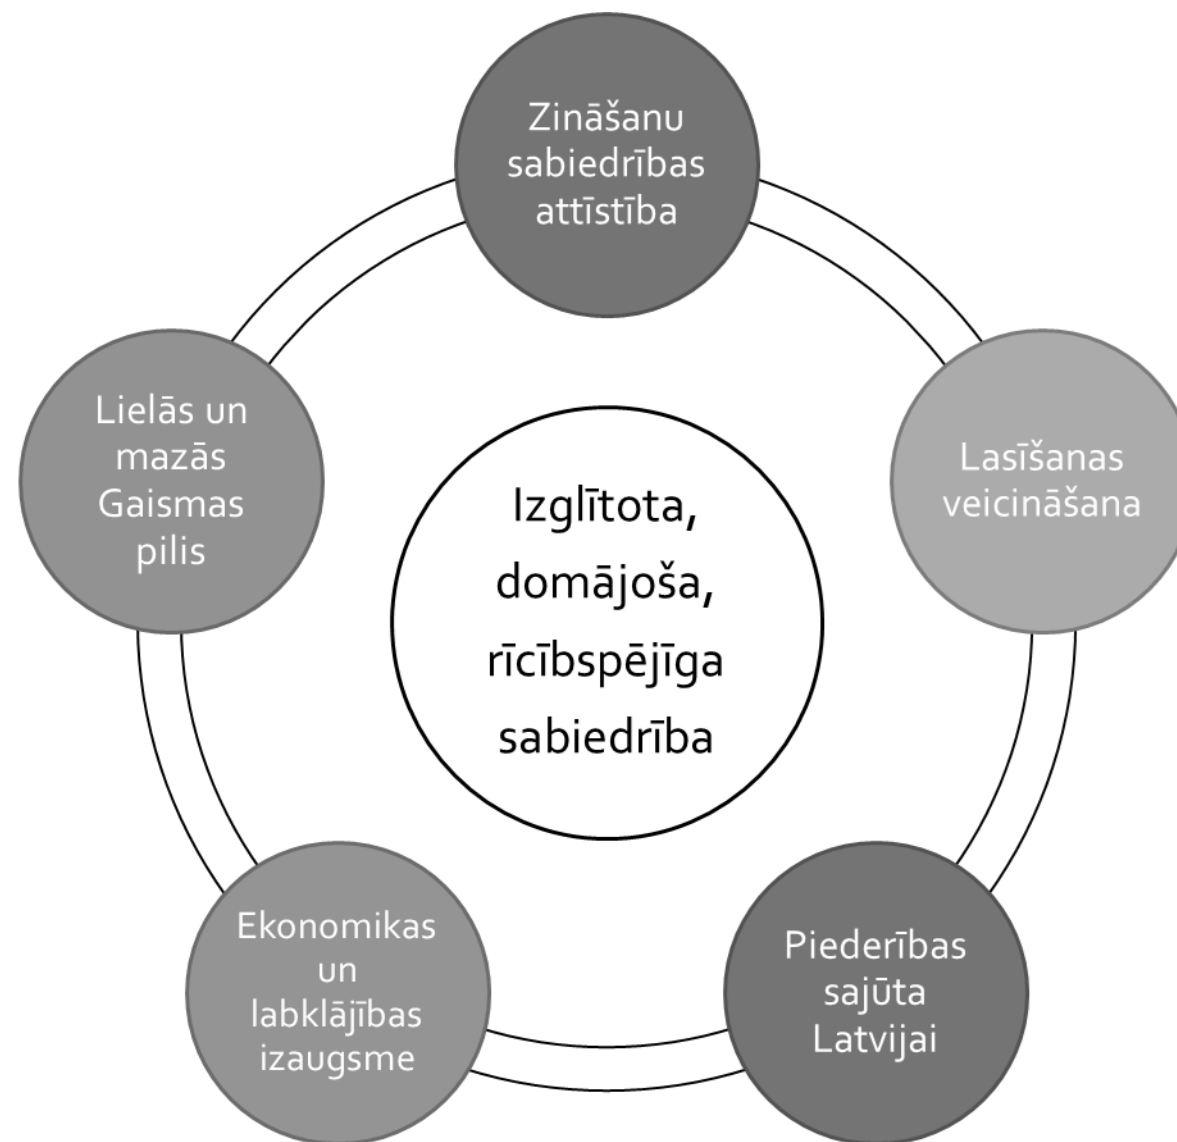 Zināšanu
sabiedrības
attīstība
Lasīšanas
veicināšana
Piederības
sajūta
Latvijai
Ekonomikas
un
labklājības
izaugsme
Lielās un
mazās
Gaismas
pilis
Izglītota,
domājoša,
rīcībspējīga
sabiedrība